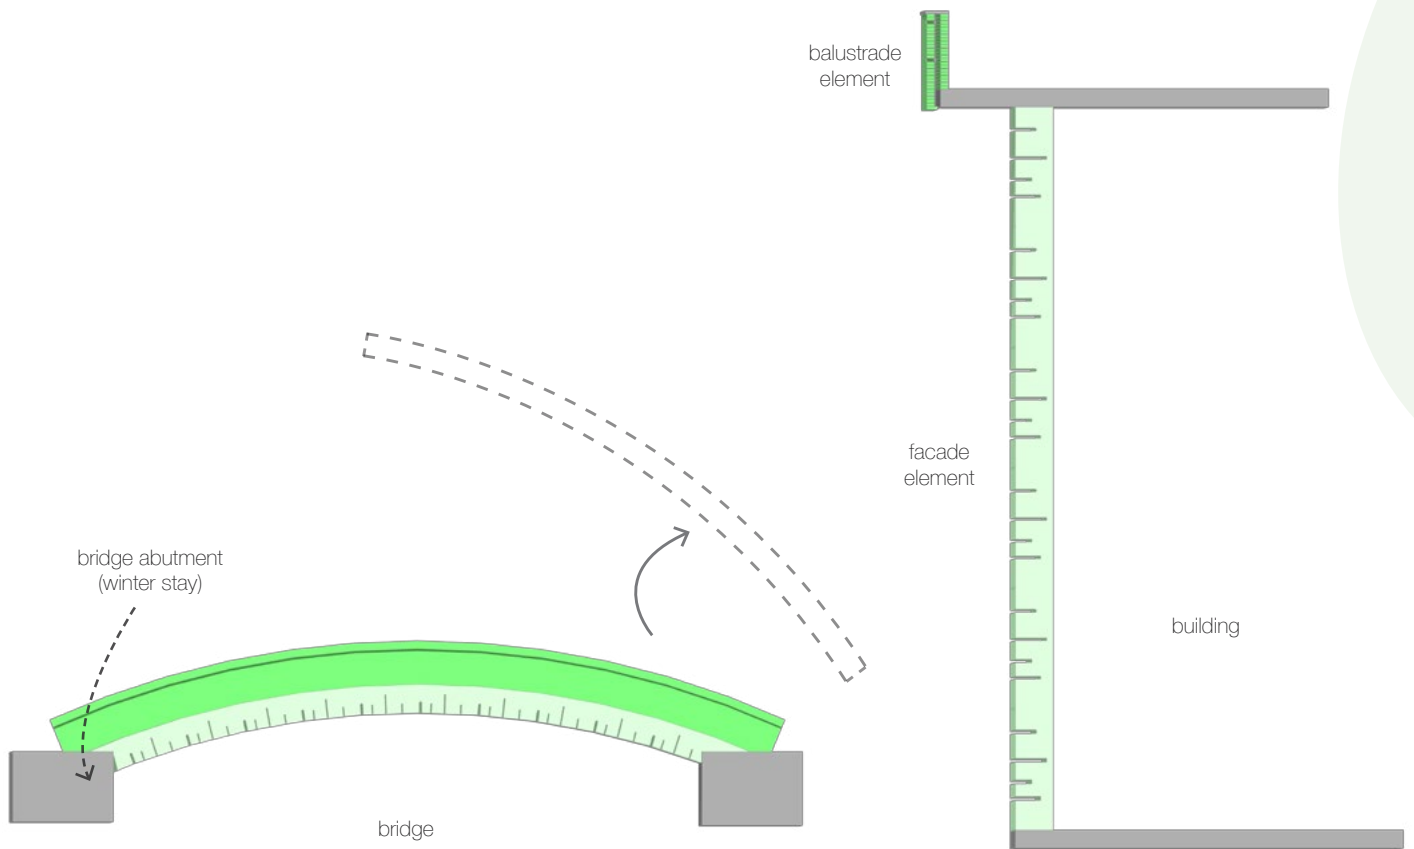 balustrade
element
facade
element
bridge abutment
(winter stay)
building
bridge